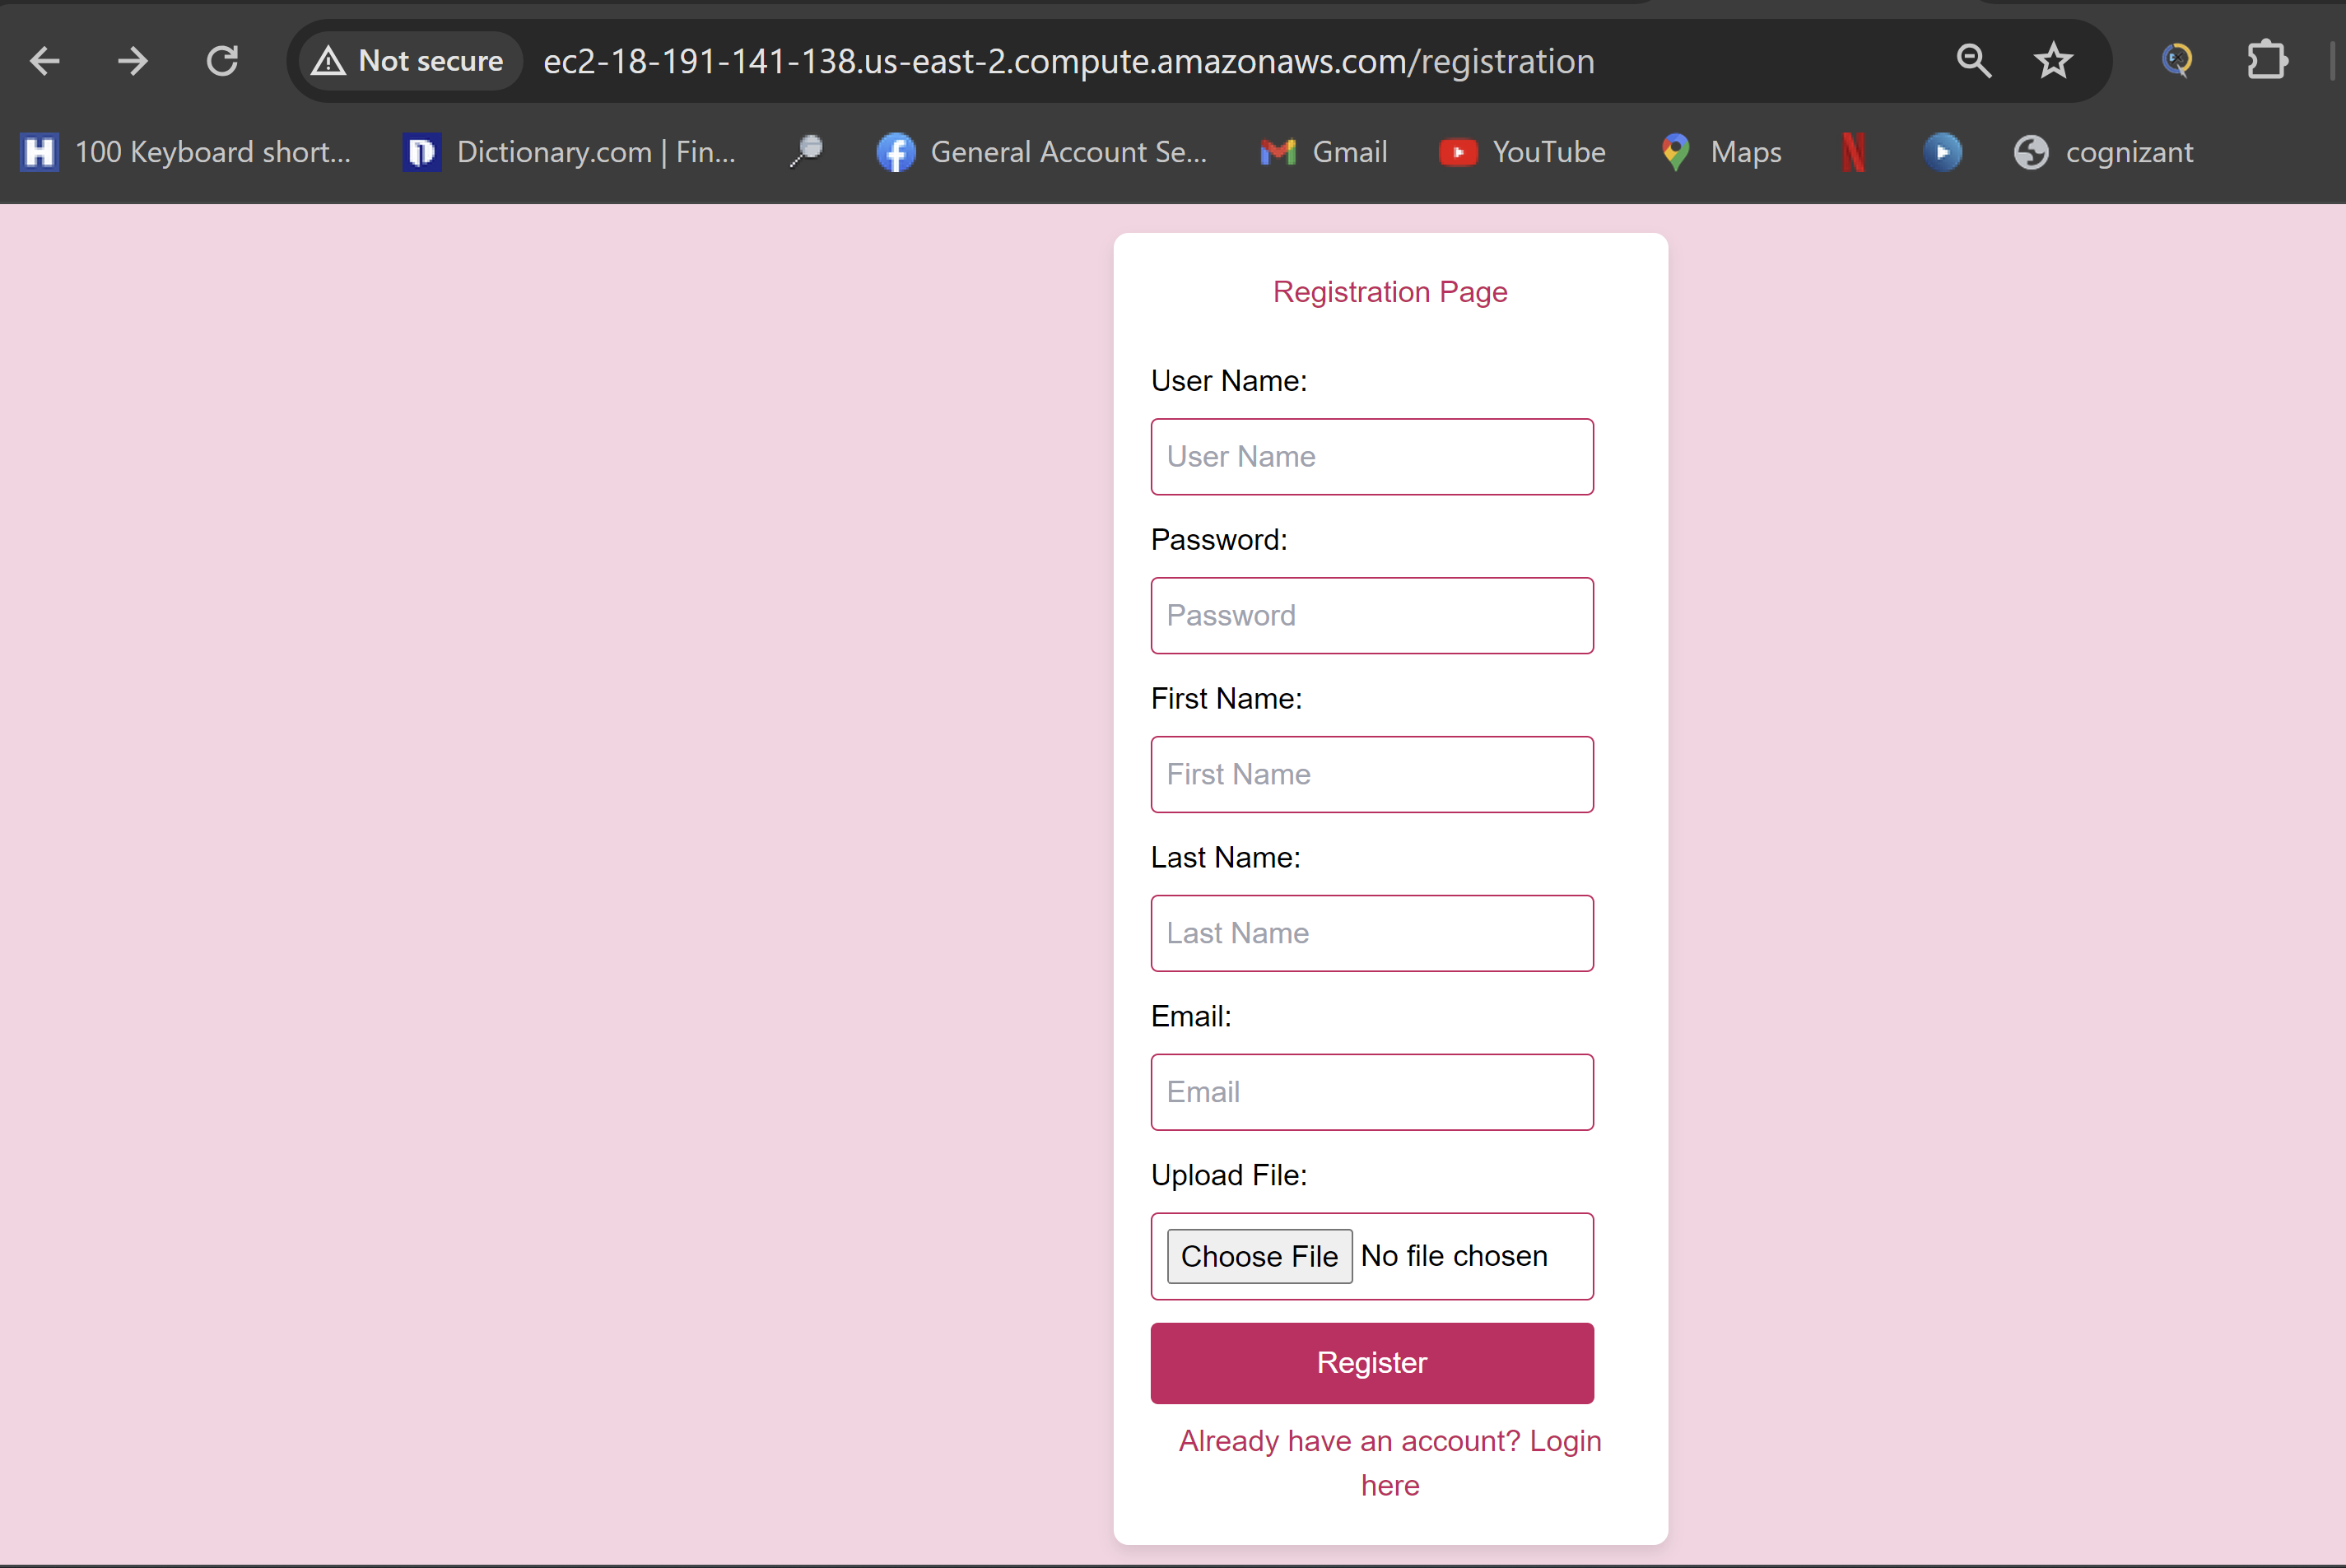 Not secure ec2-18-191-141-138.us-east-2.compute.amazonaws.com/registration
100 Keyboard short... Dictionary.com | Fin... General Account Se... Gmail YouTube Maps cognizant
Registration Page
User Name:
User Name
Password:
Password
First Name:
First Name
Last Name:
Last Name
Email:
Email
Upload File:
Choose File No file chosen
Register
Already have an account? Login
here